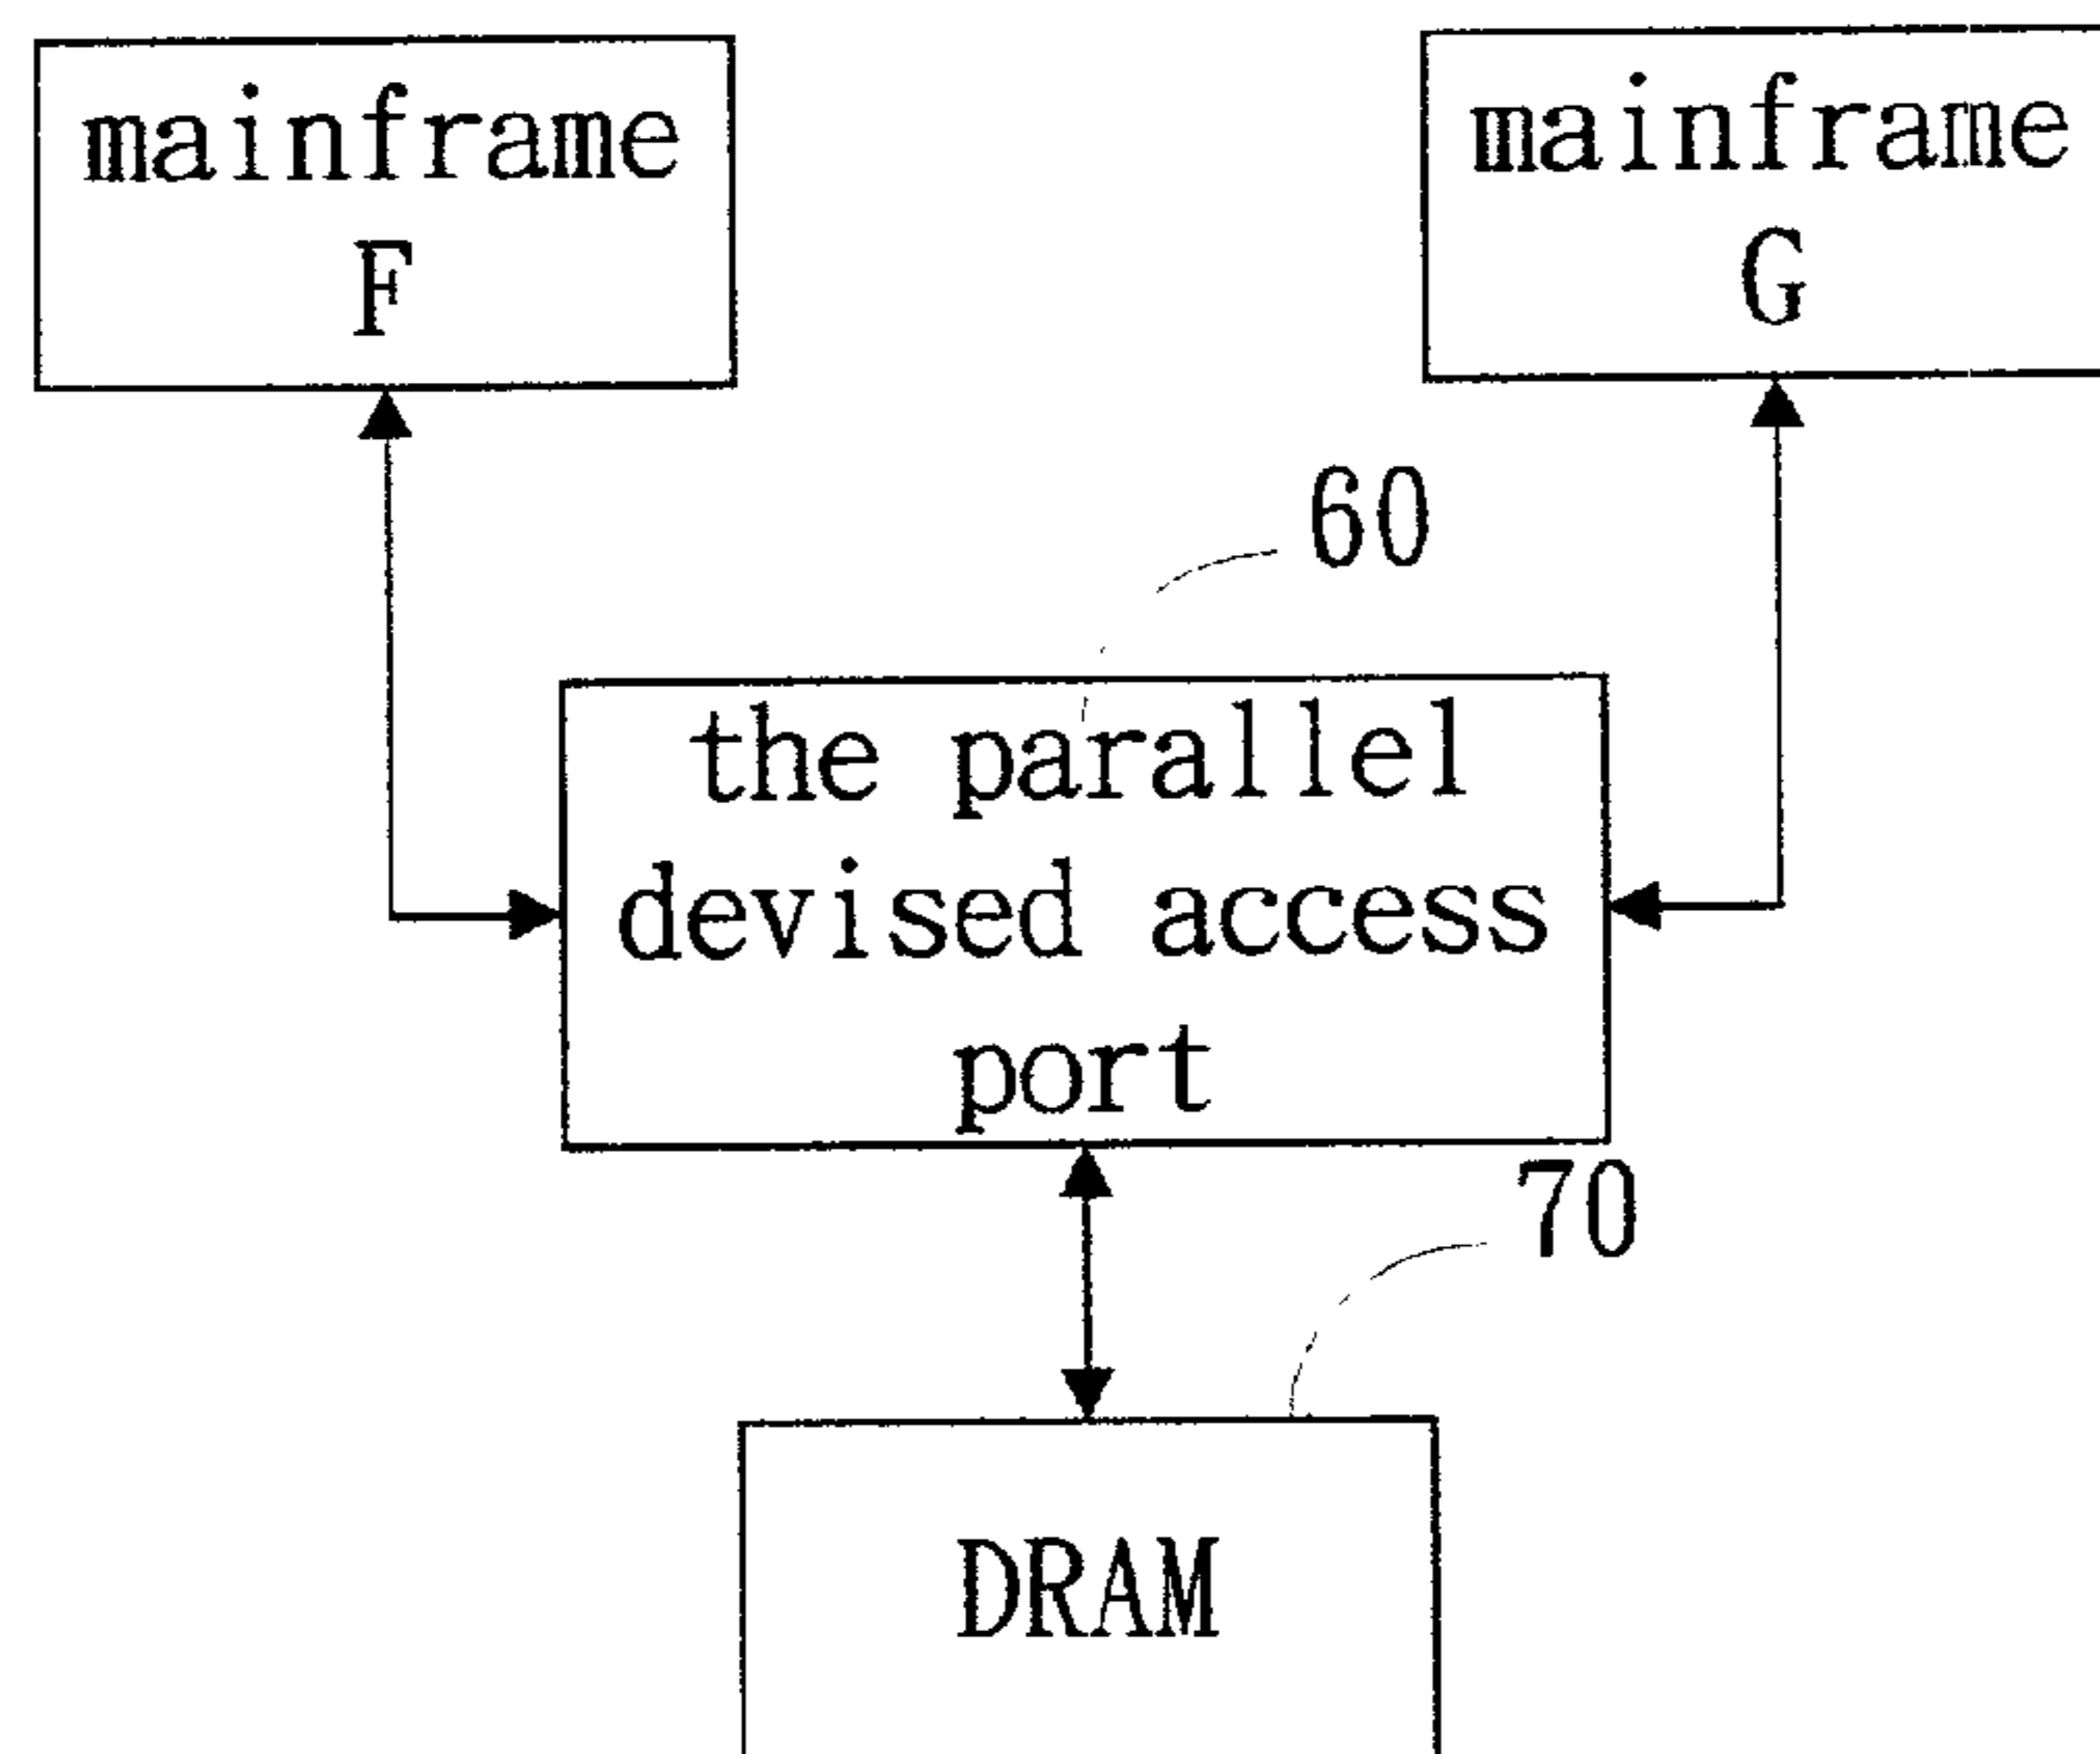 mainframe
F
mainframe
G
60
the parallel
devised access
port
70
DRAM